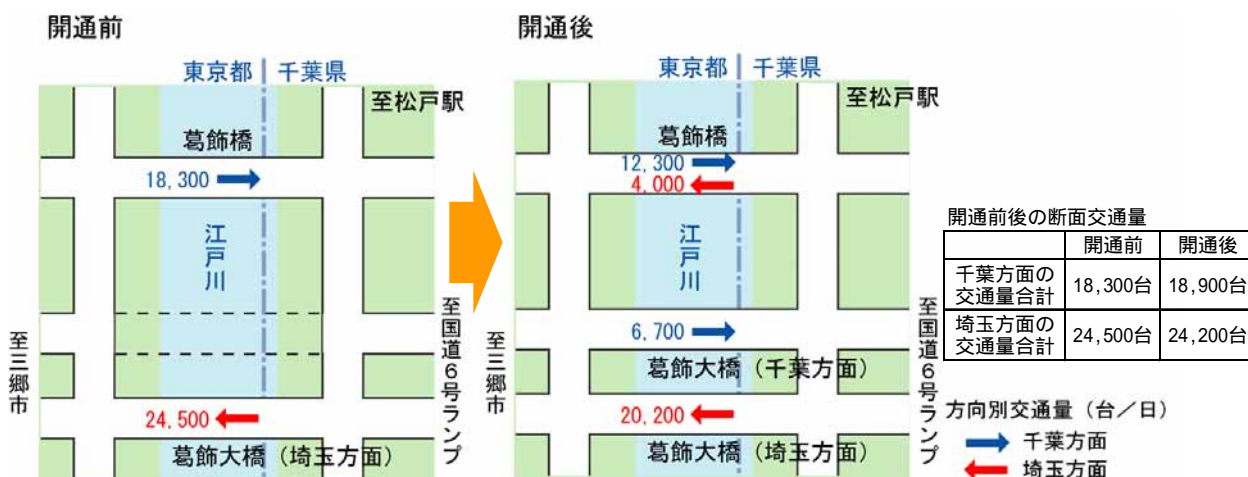 開通前
東京都 千葉県
至松戸駅
葛飾橋
18,300
江戸川
至三郷市
至国道6号ランプ
24,500
葛飾大橋（埼玉方面）
開通後
東京都 千葉県
至松戸駅
葛飾橋
12,300
4,000
江戸川
6,700
葛飾大橋（千葉方面）
至三郷市
至国道6号ランプ
20,200
葛飾大橋（埼玉方面）
開通前後の断面交通量
開通前 開通後
千葉方面の
交通量合計 18,300台 18,900台
埼玉方面の
交通量合計 24,500台 24,200台
方向別交通量（台／日）
千葉方面
埼玉方面